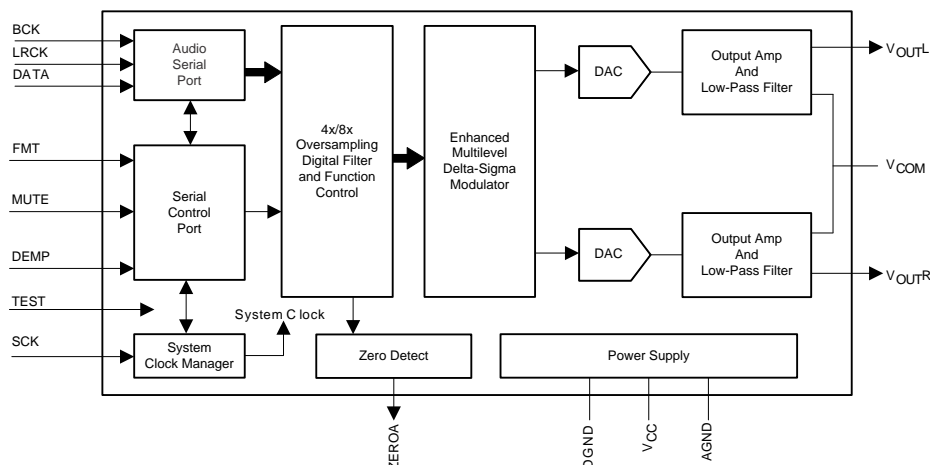 BCK
LRCK
DATA
Audio
Serial
Port
FMT
MUTE
DEMP
Serial
Control
Port
TEST
SCK
System
Clock Manager
System Clock
4x/8x
Oversampling
Digital Filter
and Function
Control
Enhanced
Multilevel
Delta-Sigma
Modulator
DAC
Output Amp
And
Low-Pass Filter
VOUTL
VCOM
DAC
Output Amp
And
Low-Pass Filter
VOUTR
Zero Detect
ZEROA
Power Supply
DGND
VCC
AGND